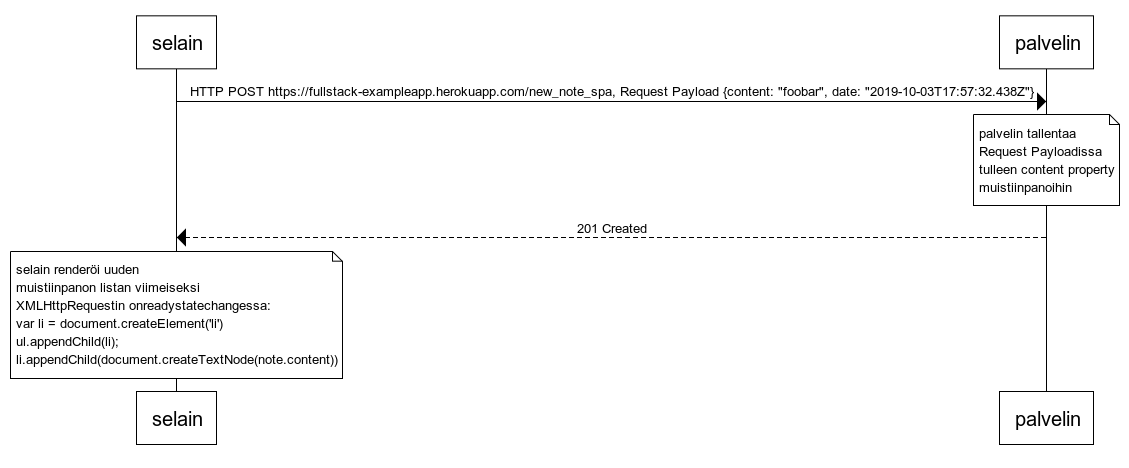 selain
palvelin
HTTP POST https://fullstack-exampleapp.herokuapp.com/new_note_spa, Request Payload {content: "foobar", date: "2019-10-03T17:57:32.438Z"}
palvelin tallentaa
Request Payloadissa
tulleen content property
muistiinpanoihin
201 Created
selain renderöi uuden
muistiinpanon listan viimeiseksi
XMLHttpRequestin onreadystatechangessa:
var li = document.createElement('li')
ul.appendChild(li);
li.appendChild(document.createTextNode(note.content))
selain
palvelin